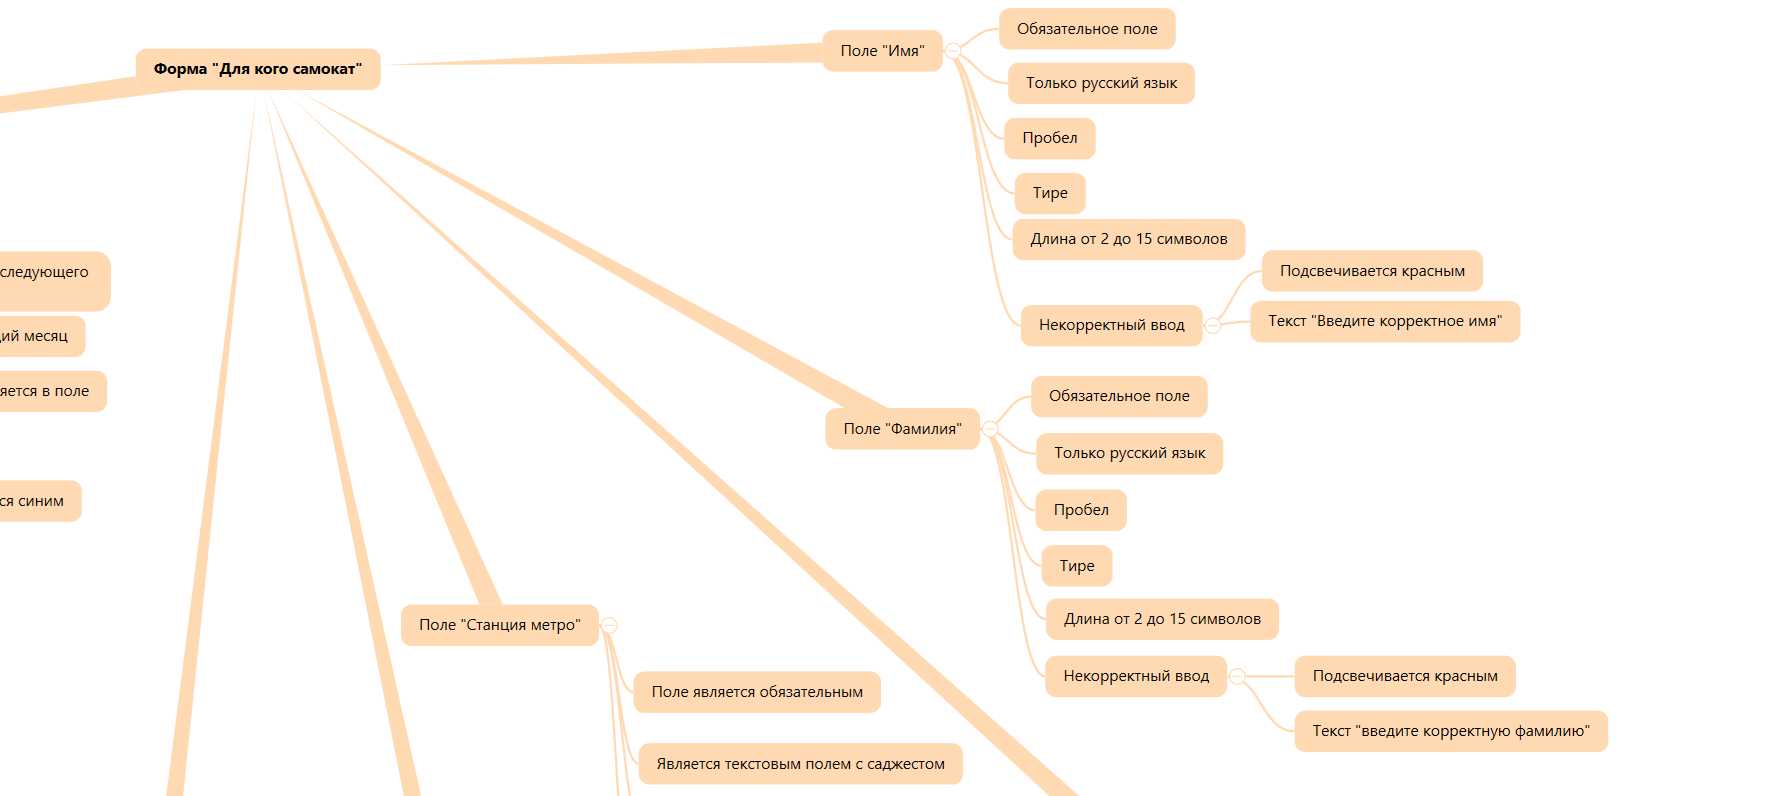 Форма "Для кого самокат"
Поле "Имя"
Обязательное поле
Только русский язык
Пробел
Тире
Длина от 2 до 15 символов
Некорректный ввод
Подсвечивается красным
Текст "Введите корректное имя"
следующего
месяц
в поле
синим
Поле "Фамилия"
Обязательное поле
Только русский язык
Пробел
Тире
Длина от 2 до 15 символов
Некорректный ввод
Подсвечивается красным
Текст "введите корректную фамилию"
Поле "Станция метро"
Поле является обязательным
Является текстовым полем с саджестом